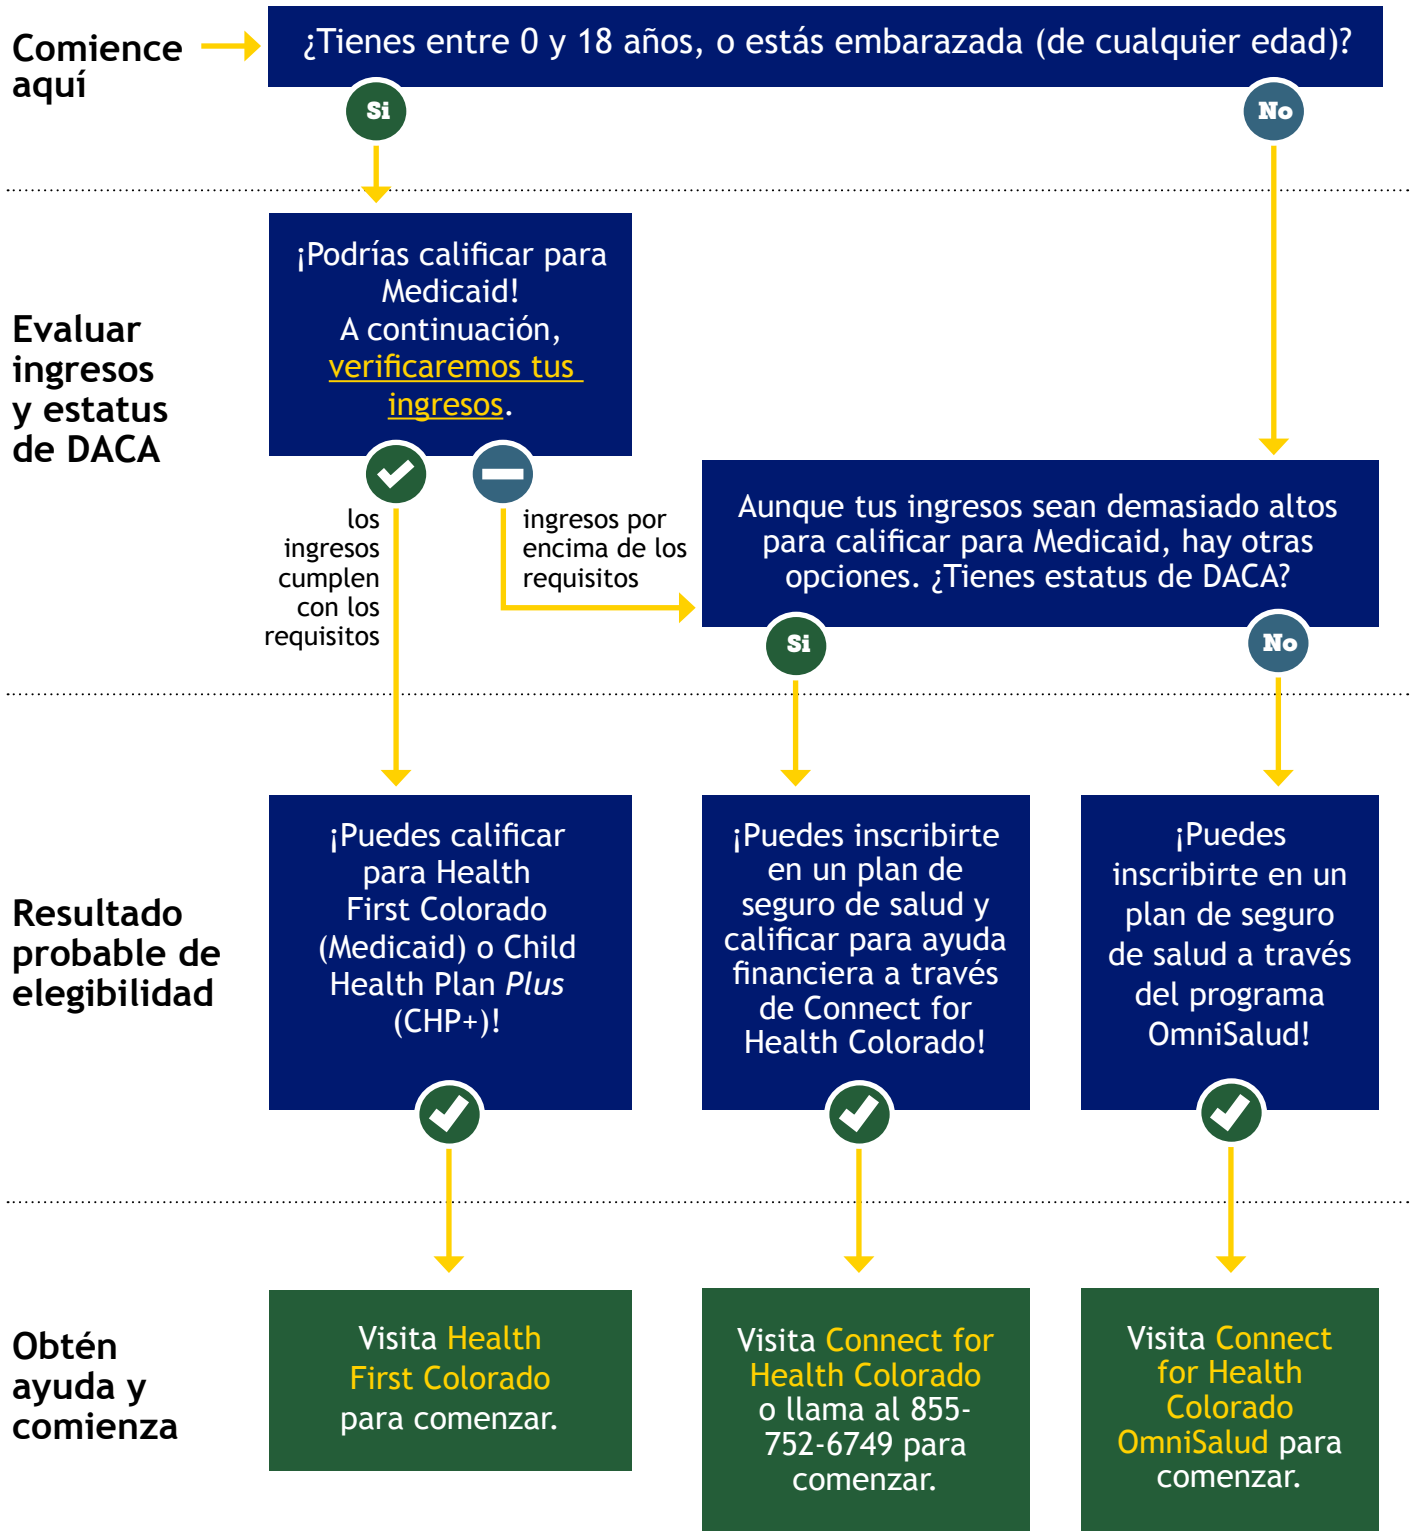 Comience
aquí
¿Tienes entre 0 y 18 años, o estás embarazada (de cualquier edad)?
Si
No
Evaluar
ingresos
y estatus
de DACA
¡Podrías calificar para
Medicaid!
A continuación,
verificaremos tus
ingresos.
los
ingresos
cumplen
con los
requisitos
ingresos por
encima de los
requisitos
Aunque tus ingresos sean demasiado altos
para calificar para Medicaid, hay otras
opciones. ¿Tienes estatus de DACA?
Si
No
Resultado
probable de
elegibilidad
¡Puedes calificar
para Health
First Colorado
(Medicaid) o Child
Health Plan Plus
(CHP+)!
¡Puedes inscribirte
en un plan de
seguro de salud y
calificar para ayuda
financiera a través
de Connect for
Health Colorado!
¡Puedes
inscribirte en un
plan de seguro
de salud a través
del programa
OmniSalud!
Obtén
ayuda y
comienza
Visita Health
First Colorado
para comenzar.
Visita Connect for
Health Colorado
o llama al 855-
752-6749 para
comenzar.
Visita Connect
for Health
Colorado
OmniSalud para
comenzar.